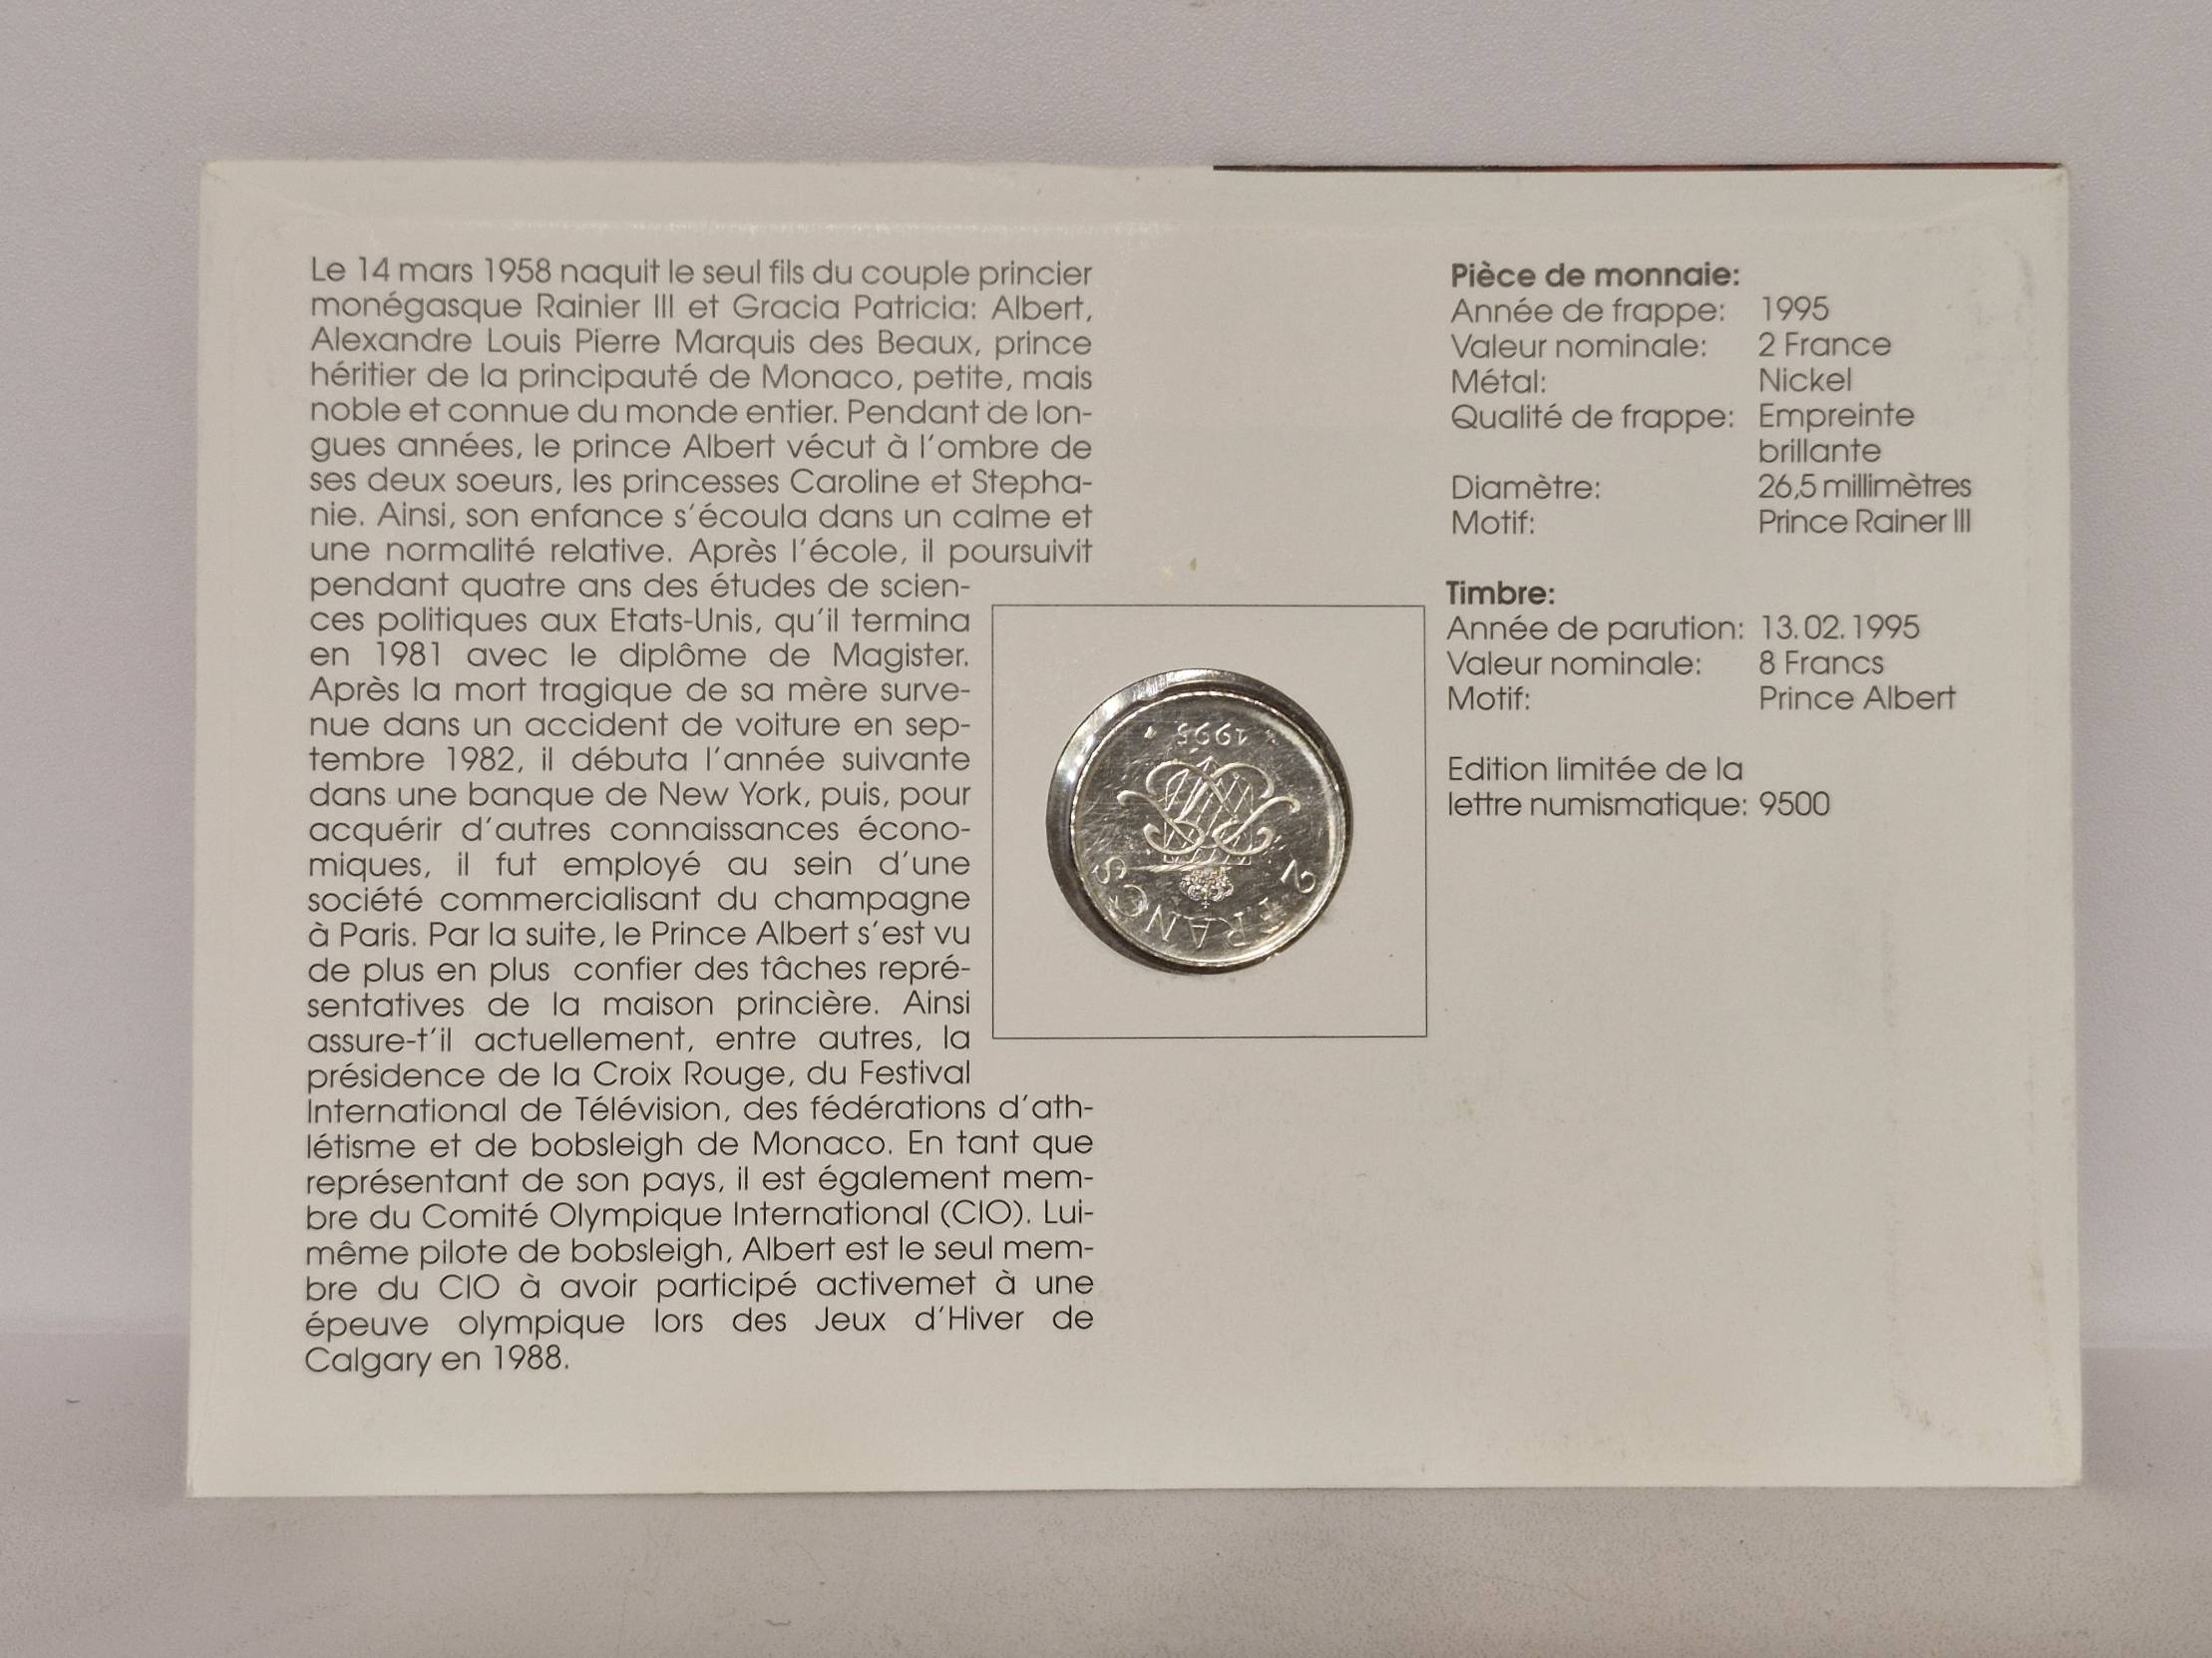 Le 14 mars 1958 naquit le seul fils du couple princier
monégasque Rainier III et Gracia Patricia: Albert,
Alexandre Louis Pierre Marquis des Beaux, prince
héritier de la principauté de Monaco, petite, mais
noble et connue du monde entier. Pendant de lon-
gues années, le prince Albert vécut à l'ombre de
ses deux soeurs, les princesses Caroline et Stepha-
nie. Ainsi, son enfance s'écoula dans un calme et
une normalité relative. Après l'école, il poursuivit
pendant quatre ans des études de scien-
ces politiques aux Etats-Unis, qu'il termina
en 1981 avec le diplôme de Magister.
Après la mort tragique de sa mère surve-
nue dans un accident de voiture en sep-
tembre 1982, il débuta l'année suivante
dans une banque de New York, puis, pour
acquérir d'autres connaissances écono-
miques, il fut employé au sein d'une
société commercialisant du champagne
à Paris. Par la suite, le Prince Albert s'est vu
de plus en plus confier des tâches repré-
sentatives de la maison princière. Ainsi
assure-t'il actuellement, entre autres, la
présidence de la Croix Rouge, du Festival
International de Télévision, des fédérations d'ath-
létisme et de bobsleigh de Monaco. En tant que
représentant de son pays, il est également mem-
bre du Comité Olympique International (CIO). Lui-
même pilote de bobsleigh, Albert est le seul mem-
bre du CIO à avoir participé activemet à une
épeuve olympique lors des Jeux d'Hiver de
Calgary en 1988.
1995
2 FRANCS
Pièce de monnaie:
Année de frappe: 1995
Valeur nominale: 2 France
Métal: Nickel
Qualité de frappe: Empreinte
brillante
Diamètre: 26,5 millimètres
Motif: Prince Rainer III
Timbre:
Année de parution: 13.02.1995
Valeur nominale: 8 Francs
Motif: Prince Albert
Edition limitée de la
lettre numismatique: 9500